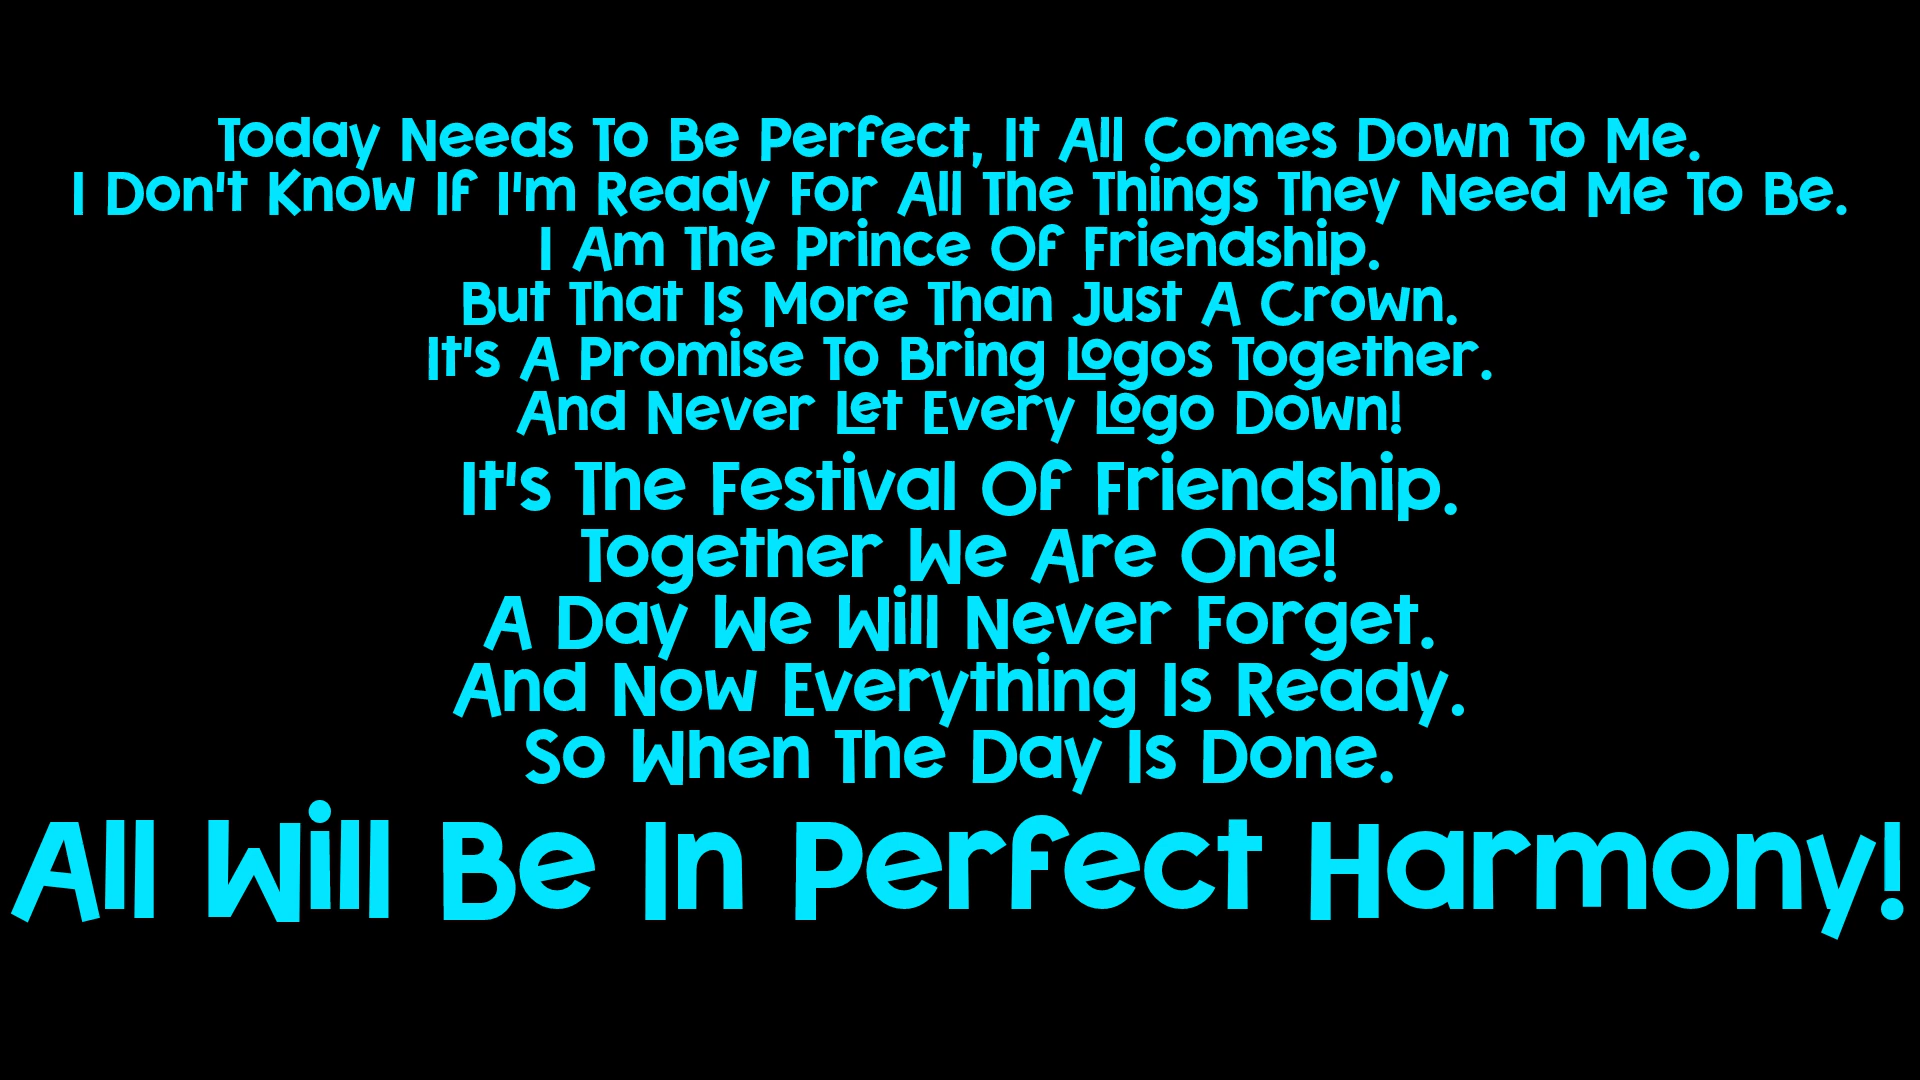 Today Needs To Be Perfect, It All Comes Down To Me.
I Don't Know If I'm Ready For All The Things They Need Me To Be.
I Am The Prince Of Friendship.
But That Is More Than Just A Crown.
It's A Promise To Bring Logos Together.
And Never Let Every Logo Down!
It's The Festival Of Friendship.
Together We Are One!
A Day We Will Never Forget.
And Now Everything Is Ready.
So When The Day Is Done.
All Will Be In Perfect Harmony!